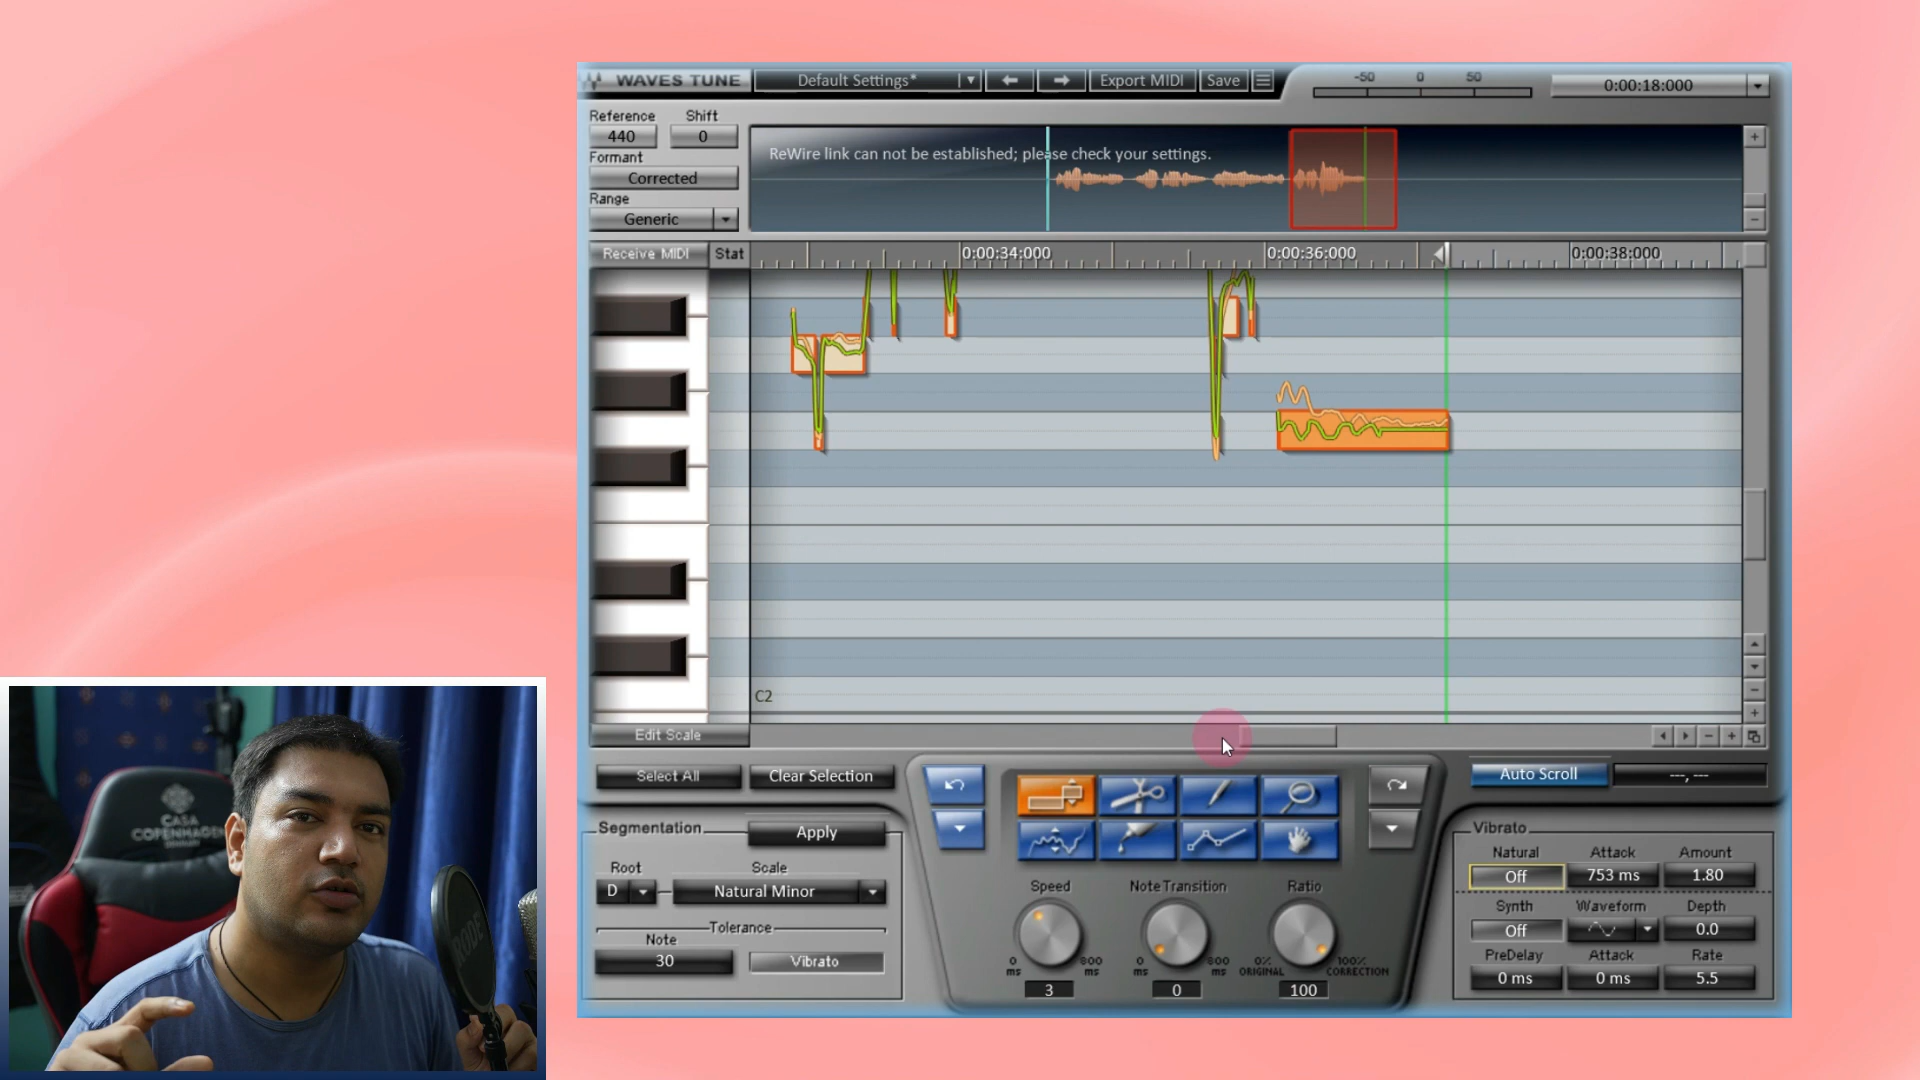 WAVES TUNE
Default Settings*
Export MIDI
Save
-50 0 50
0:00:18:000
Reference
Shift
440
0
Formant
Corrected
Range
Generic
ReWire link can not be established; please check your settings.
Receive MIDI
Stat
0:00:34:000
0:00:36:000
0:00:38:000
C2
Edit Scale
Select All
Clear Selection
Auto Scroll
---, ---
Segmentation
Apply
Root
Scale
D
Natural Minor
Tolerance
Note
30
Vibrato
Speed
Note Transition
Ratio
0 ms
800 ms
0 ms
800 ms
0% ORIGINAL
100% CORRECTION
3
0
100
Vibrato
Natural
Attack
Amount
Off
753 ms
1.80
Synth
Waveform
Depth
Off
0.0
PreDelay
Attack
Rate
0 ms
0 ms
5.5
CASA
COPENHAGEN
RODE